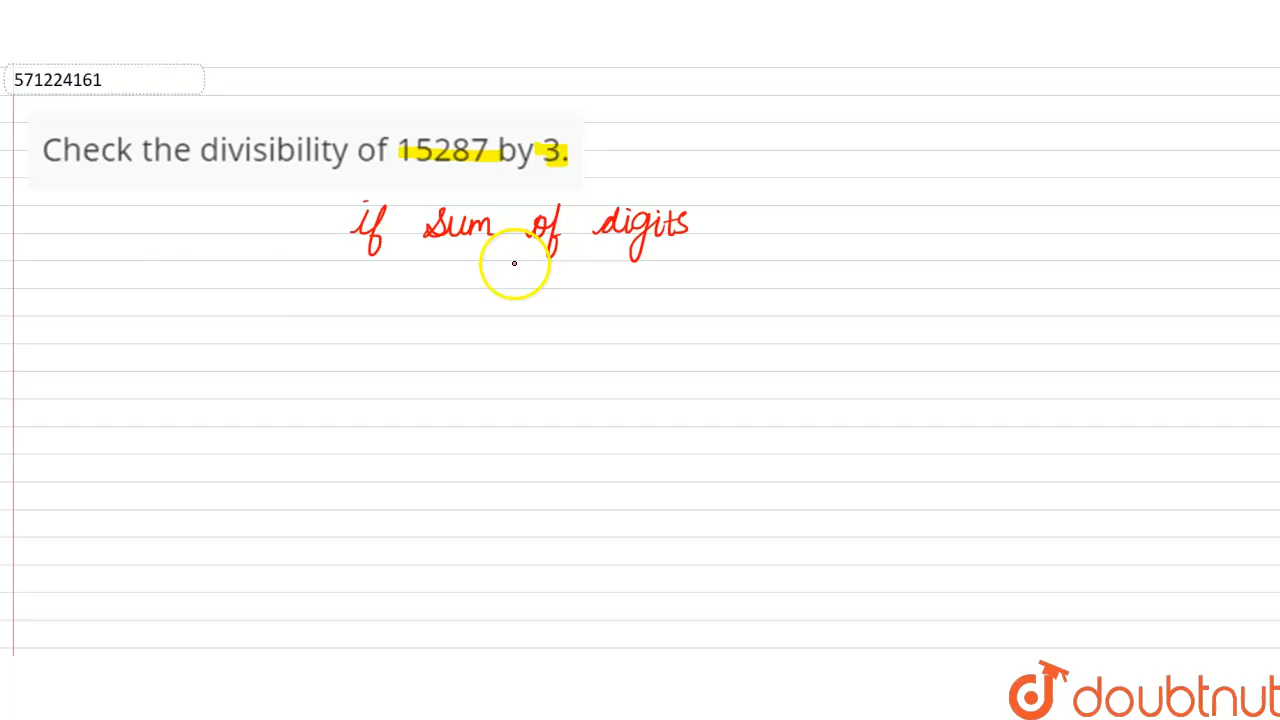 571224161
Check the divisibility of 15287 by 3.
if sum of digits
doubtnut